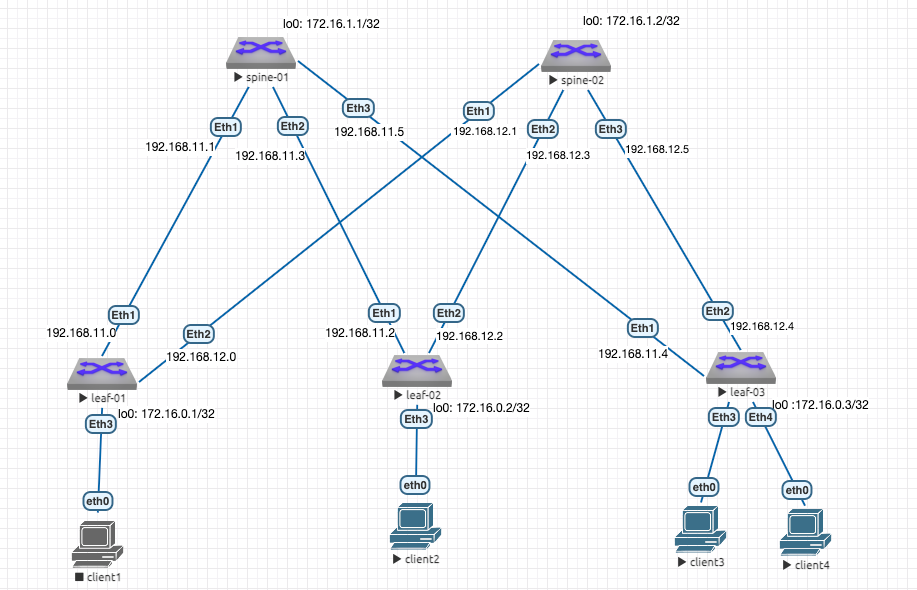 lo0: 172.16.1.1/32
lo0: 172.16.1.2/32
spine-01
spine-02
Eth3
Eth1
Eth1
Eth2
Eth2
Eth3
192.168.11.5
192.168.12.1
192.168.11.1
192.168.11.3
192.168.12.3
192.168.12.5
Eth1
Eth1
Eth2
Eth2
192.168.11.0
Eth2
192.168.11.2
192.168.12.2
Eth1
192.168.12.4
192.168.12.0
192.168.11.4
leaf-01
leaf-02
leaf-03
lo0: 172.16.0.1/32
lo0: 172.16.0.2/32
lo0 :172.16.0.3/32
Eth3
Eth3
Eth3
Eth4
eth0
eth0
eth0
eth0
client1
client2
client3
client4